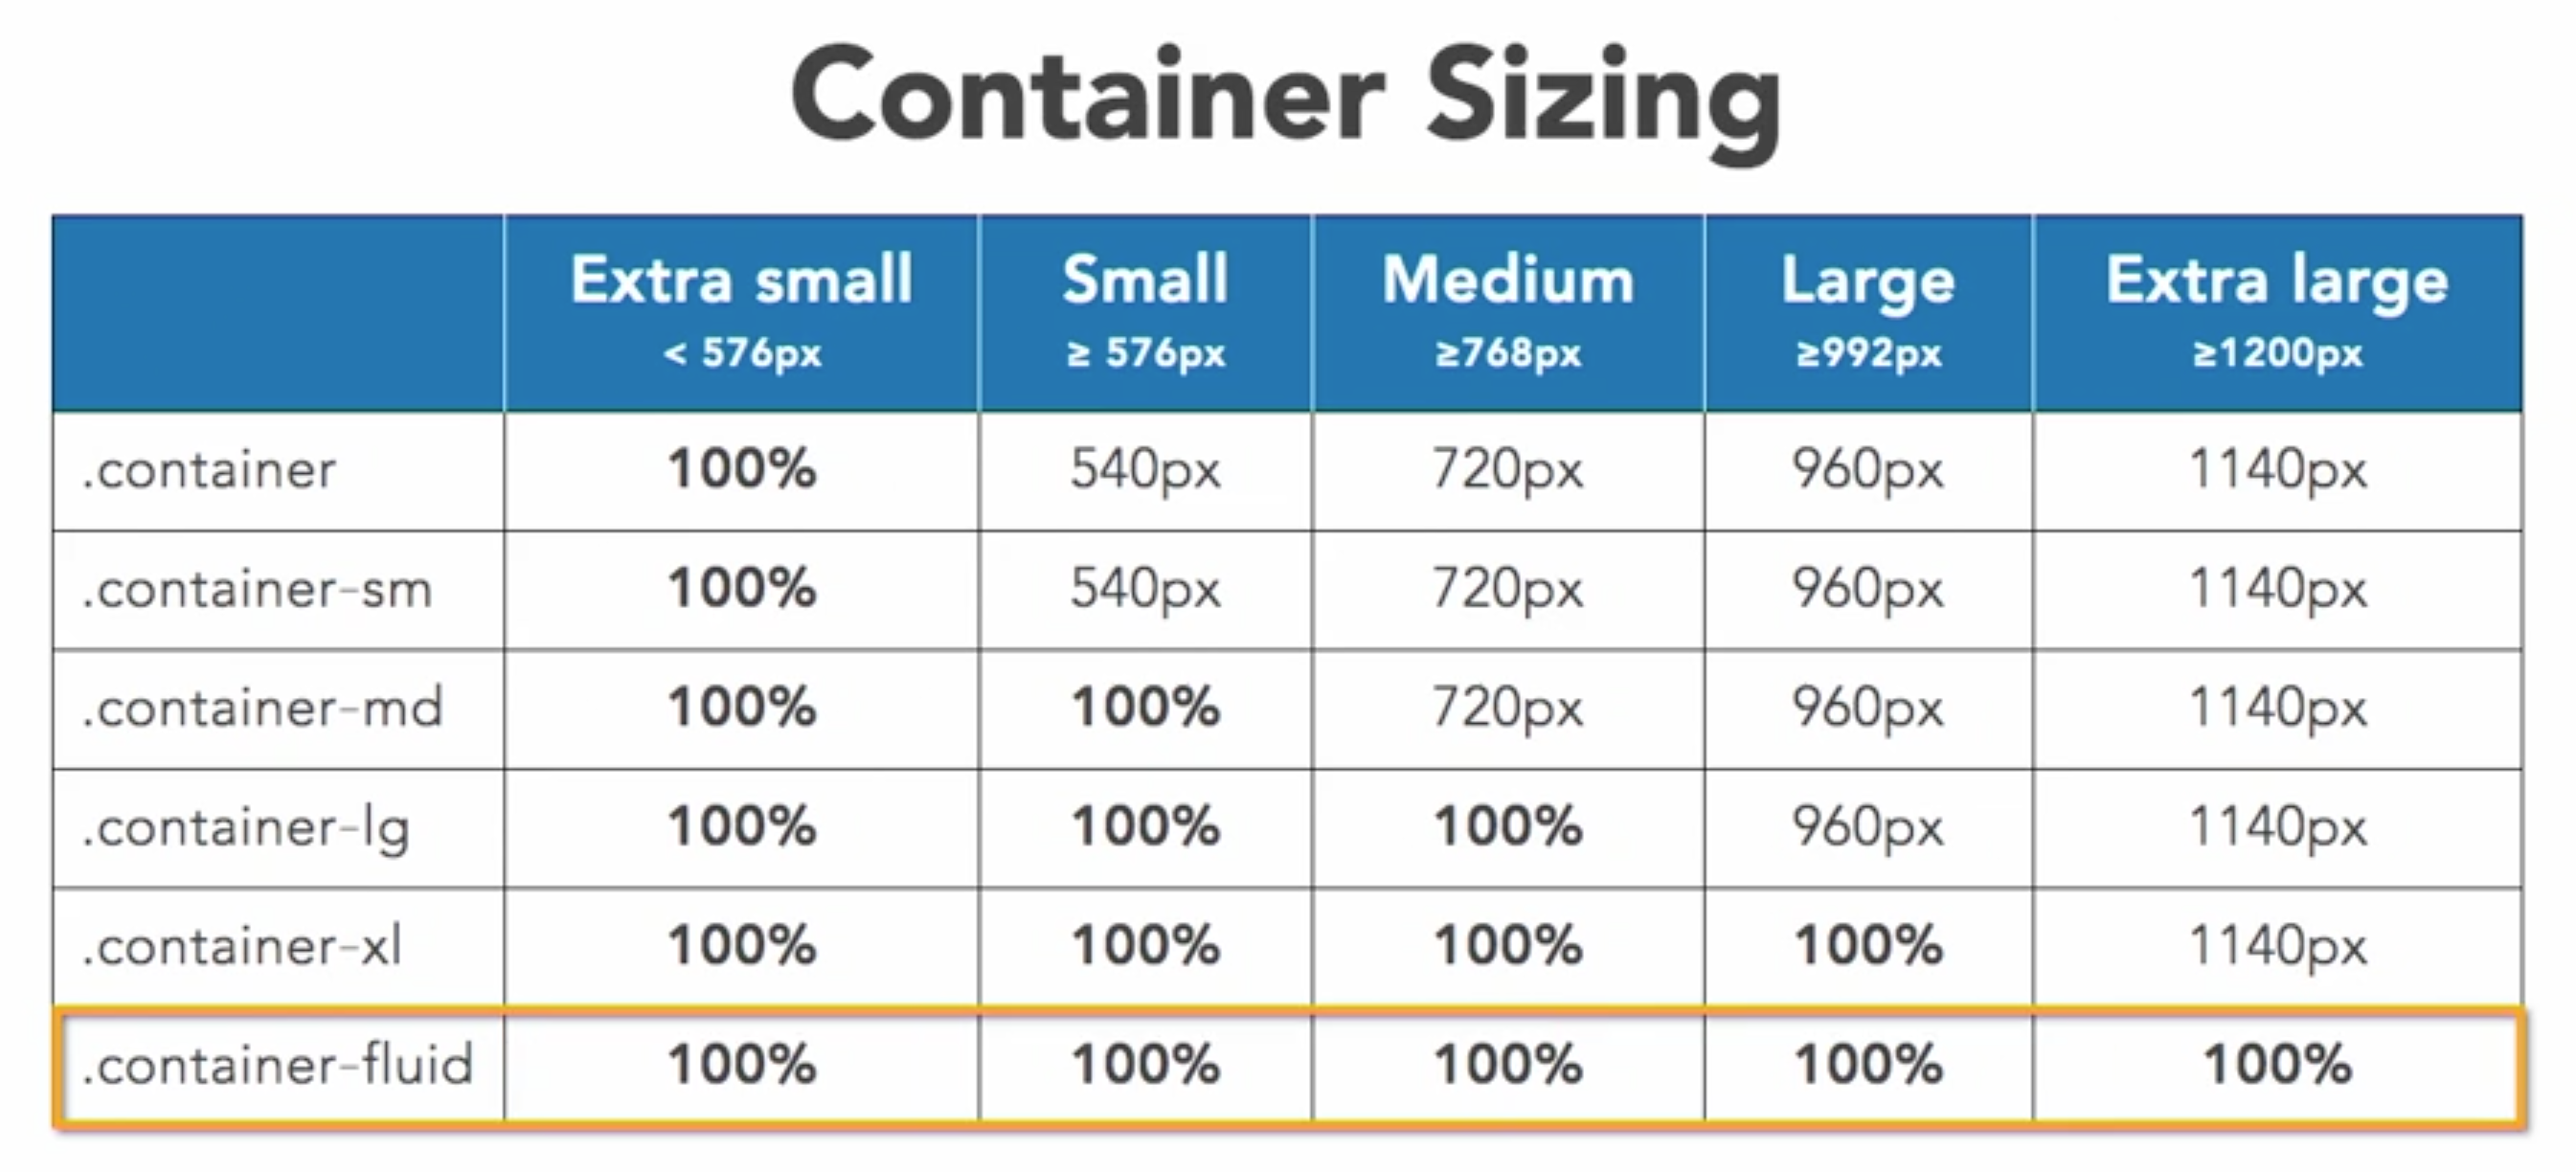 Container Sizing
Extra small Small Medium Large Extra large
< 576px ≥ 576px ≥768px ≥992px ≥1200px
.container 100% 540px 720px 960px 1140px
.container-sm 100% 540px 720px 960px 1140px
.container-md 100% 100% 720px 960px 1140px
.container-lg 100% 100% 100% 960px 1140px
.container-xl 100% 100% 100% 100% 1140px
.container-fluid 100% 100% 100% 100% 100%